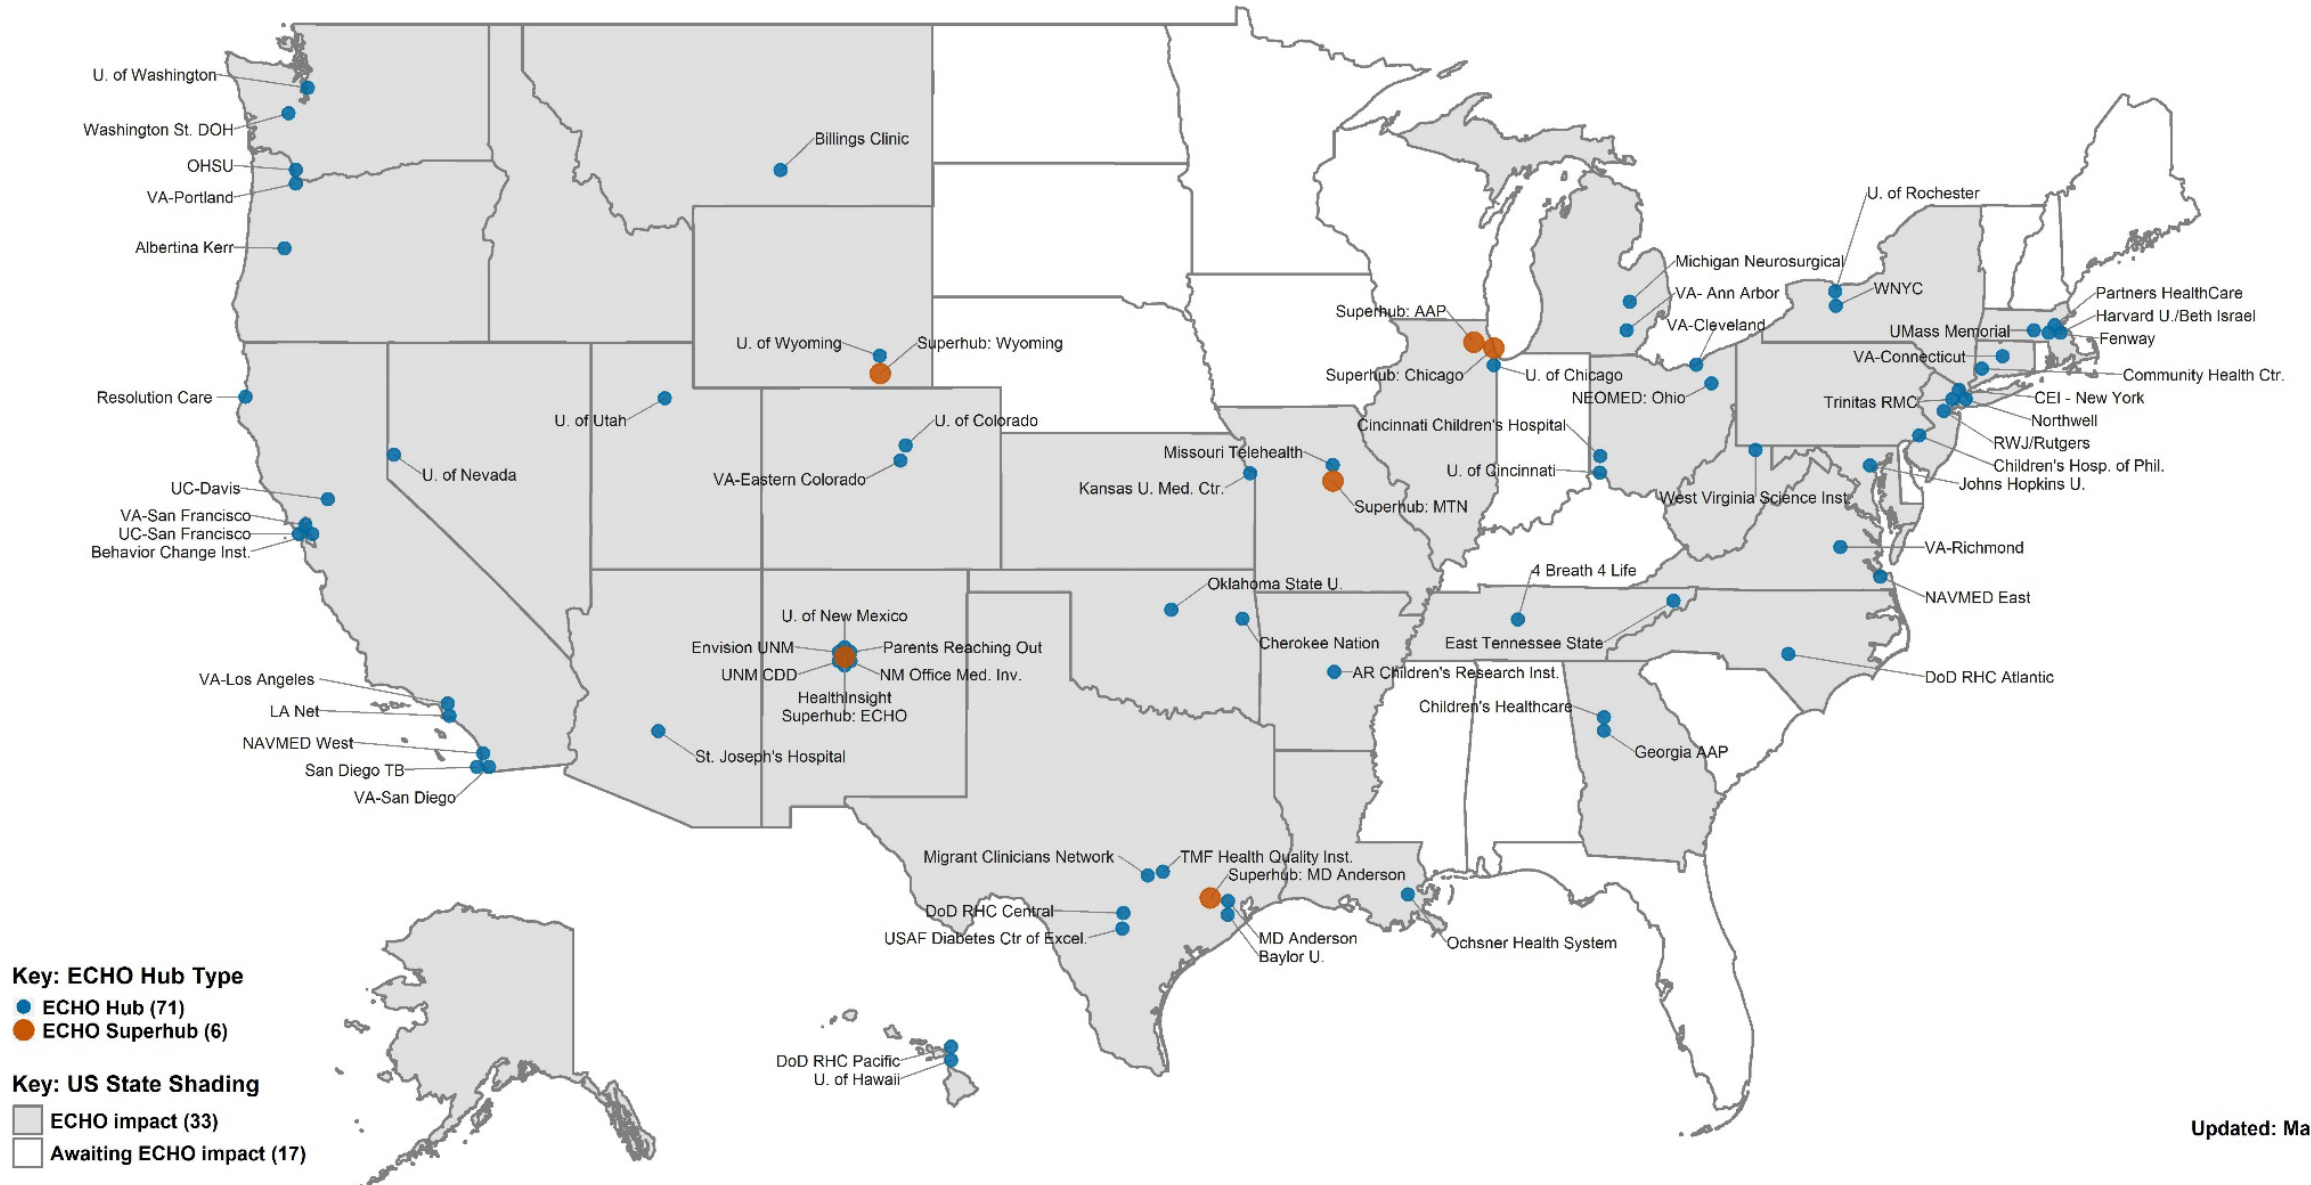 U. of Washington
Washington St. DOH
OHSU
VA-Portland
Albertina Kerr
Billings Clinic
U. of Wyoming
Superhub: Wyoming
Resolution Care
U. of Utah
U. of Nevada
U. of Colorado
VA-Eastern Colorado
UC-Davis
VA-San Francisco
UC-San Francisco
Behavior Change Inst.
VA-Los Angeles
LA Net
NAVMED West
San Diego TB
VA-San Diego
U. of New Mexico
Envision UNM
Parents Reaching Out
UNM CDD
NM Office Med. Inv.
HealthInsight
Superhub: ECHO
St. Joseph's Hospital
Kansas U. Med. Ctr.
Missouri Telehealth
Superhub: MTN
Oklahoma State U.
Cherokee Nation
AR Children's Research Inst.
Migrant Clinicians Network
TMF Health Quality Inst.
Superhub: MD Anderson
DoD RHC Central
USAF Diabetes Ctr of Excel.
MD Anderson
Baylor U.
Ochsner Health System
Superhub: AAP
Superhub: Chicago
U. of Chicago
Michigan Neurosurgical
VA- Ann Arbor
VA-Cleveland
NEOMED: Ohio
Cincinnati Children's Hospital
U. of Cincinnati
West Virginia Science Inst.
4 Breath 4 Life
East Tennessee State
Children's Healthcare
Georgia AAP
U. of Rochester
WNYC
Partners HealthCare
Harvard U./Beth Israel
Fenway
UMass Memorial
VA-Connecticut
Community Health Ctr.
CEI - New York
Trinitas RMC
Northwell
RWJ/Rutgers
Children's Hosp. of Phil.
Johns Hopkins U.
VA-Richmond
NAVMED East
DoD RHC Atlantic
DoD RHC Pacific
U. of Hawaii
Key: ECHO Hub Type
ECHO Hub (71)
ECHO Superhub (6)
Key: US State Shading
ECHO impact (33)
Awaiting ECHO impact (17)
Updated: Ma